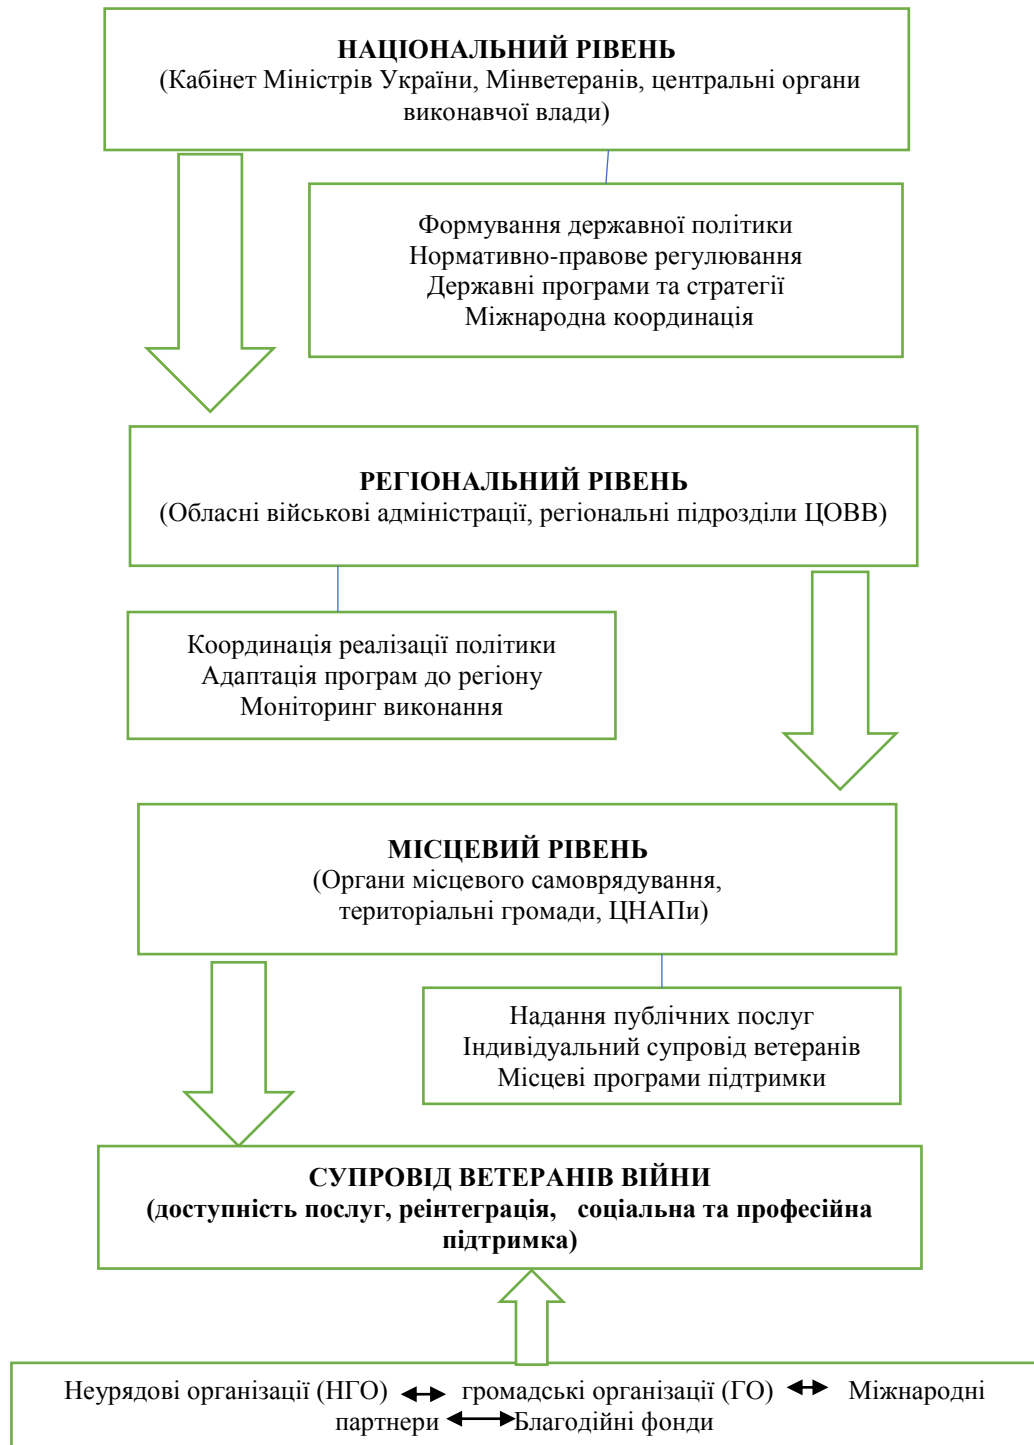 НАЦІОНАЛЬНИЙ РІВЕНЬ
(Кабінет Міністрів України, Мінветеранів, центральні органи
виконавчої влади)
Формування державної політики
Нормативно-правове регулювання
Державні програми та стратегії
Міжнародна координація
РЕГІОНАЛЬНИЙ РІВЕНЬ
(Обласні військові адміністрації, регіональні підрозділи ЦОВВ)
Координація реалізації політики
Адаптація програм до регіону
Моніторинг виконання
МІСЦЕВИЙ РІВЕНЬ
(Органи місцевого самоврядування,
територіальні громади, ЦНАПи)
Надання публічних послуг
Індивідуальний супровід ветеранів
Місцеві програми підтримки
СУПРОВІД ВЕТЕРАНІВ ВІЙНИ
(доступність послуг, реінтеграція, соціальна та професійна
підтримка)
Неурядові організації (НГО) громадські організації (ГО) Міжнародні
партнери Благодійні фонди